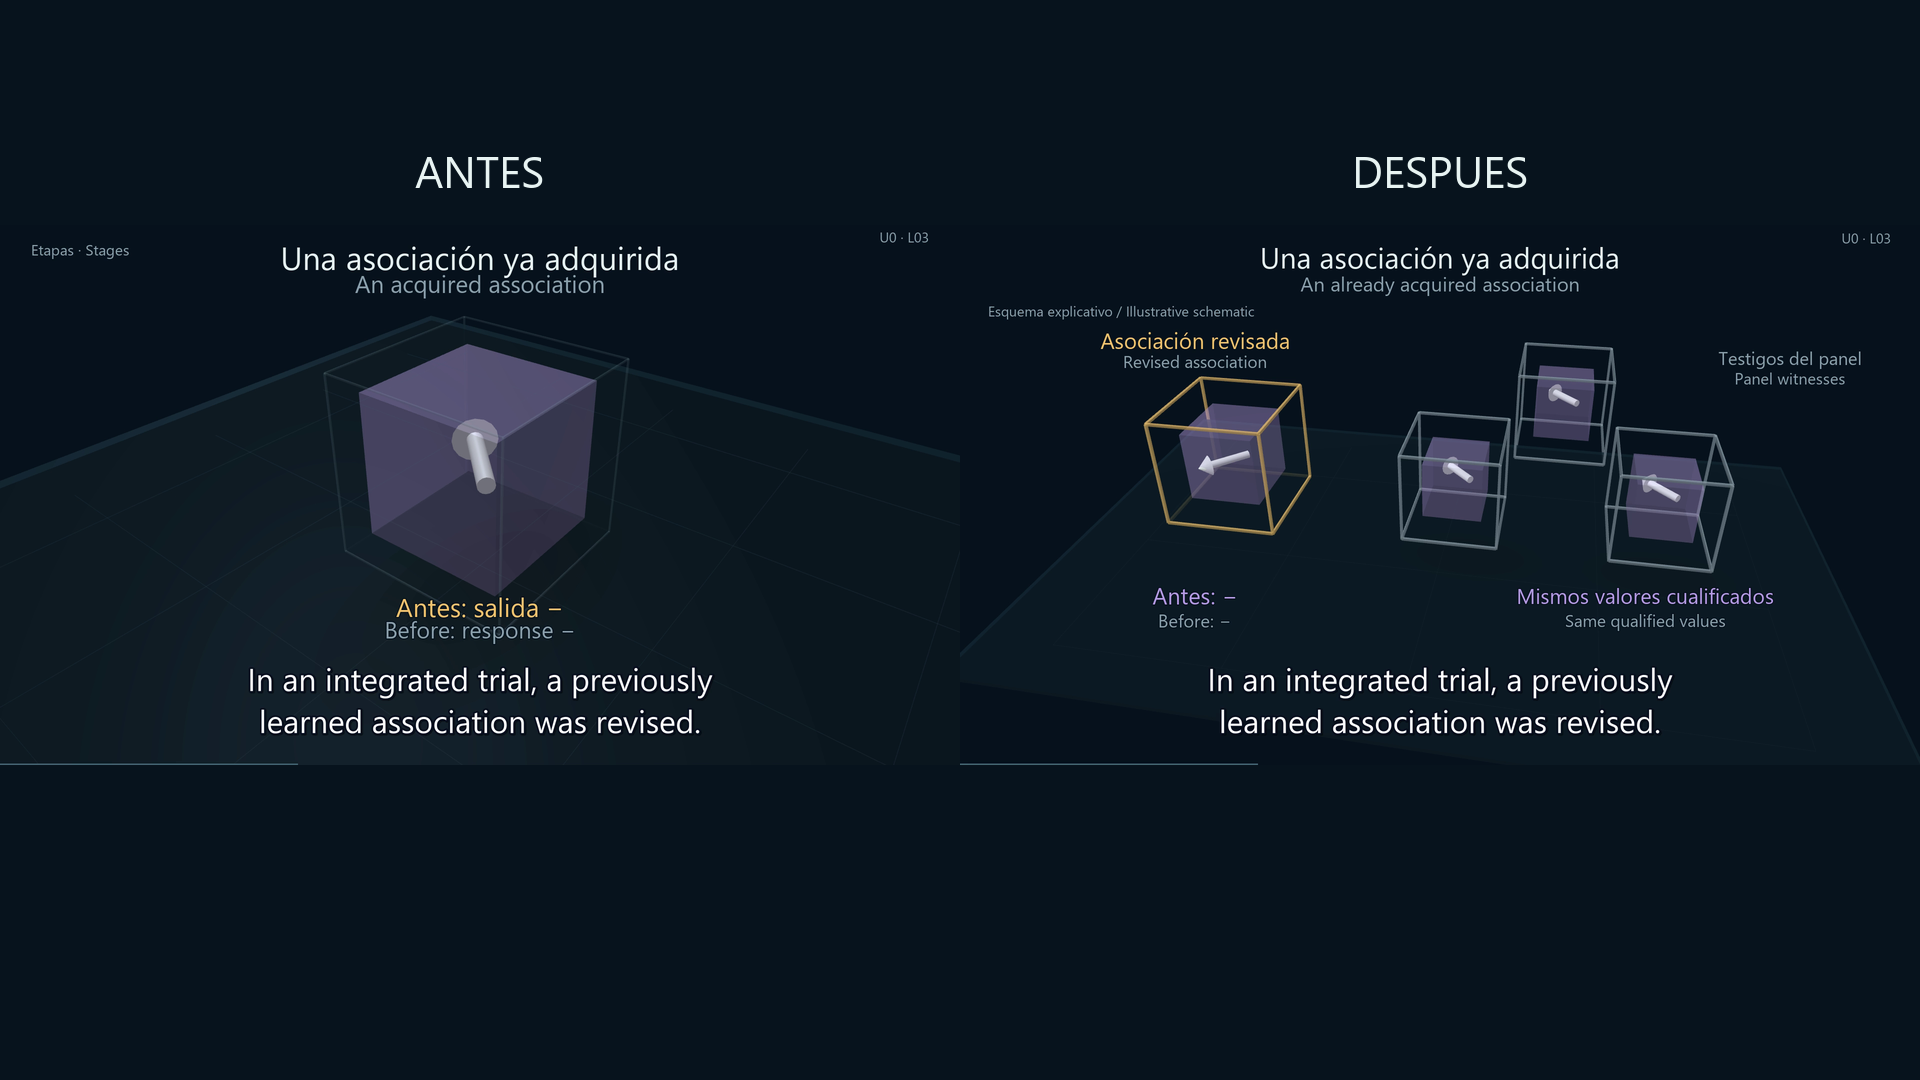 ANTES
Etapas · Stages
U0 · L03
Una asociación ya adquirida
An acquired association
Antes: salida −
Before: response −
In an integrated trial, a previously
learned association was revised.
DESPUES
U0 · L03
Una asociación ya adquirida
An already acquired association
Esquema explicativo / Illustrative schematic
Asociación revisada
Revised association
Testigos del panel
Panel witnesses
Antes: −
Before: −
Mismos valores cualificados
Same qualified values
In an integrated trial, a previously
learned association was revised.